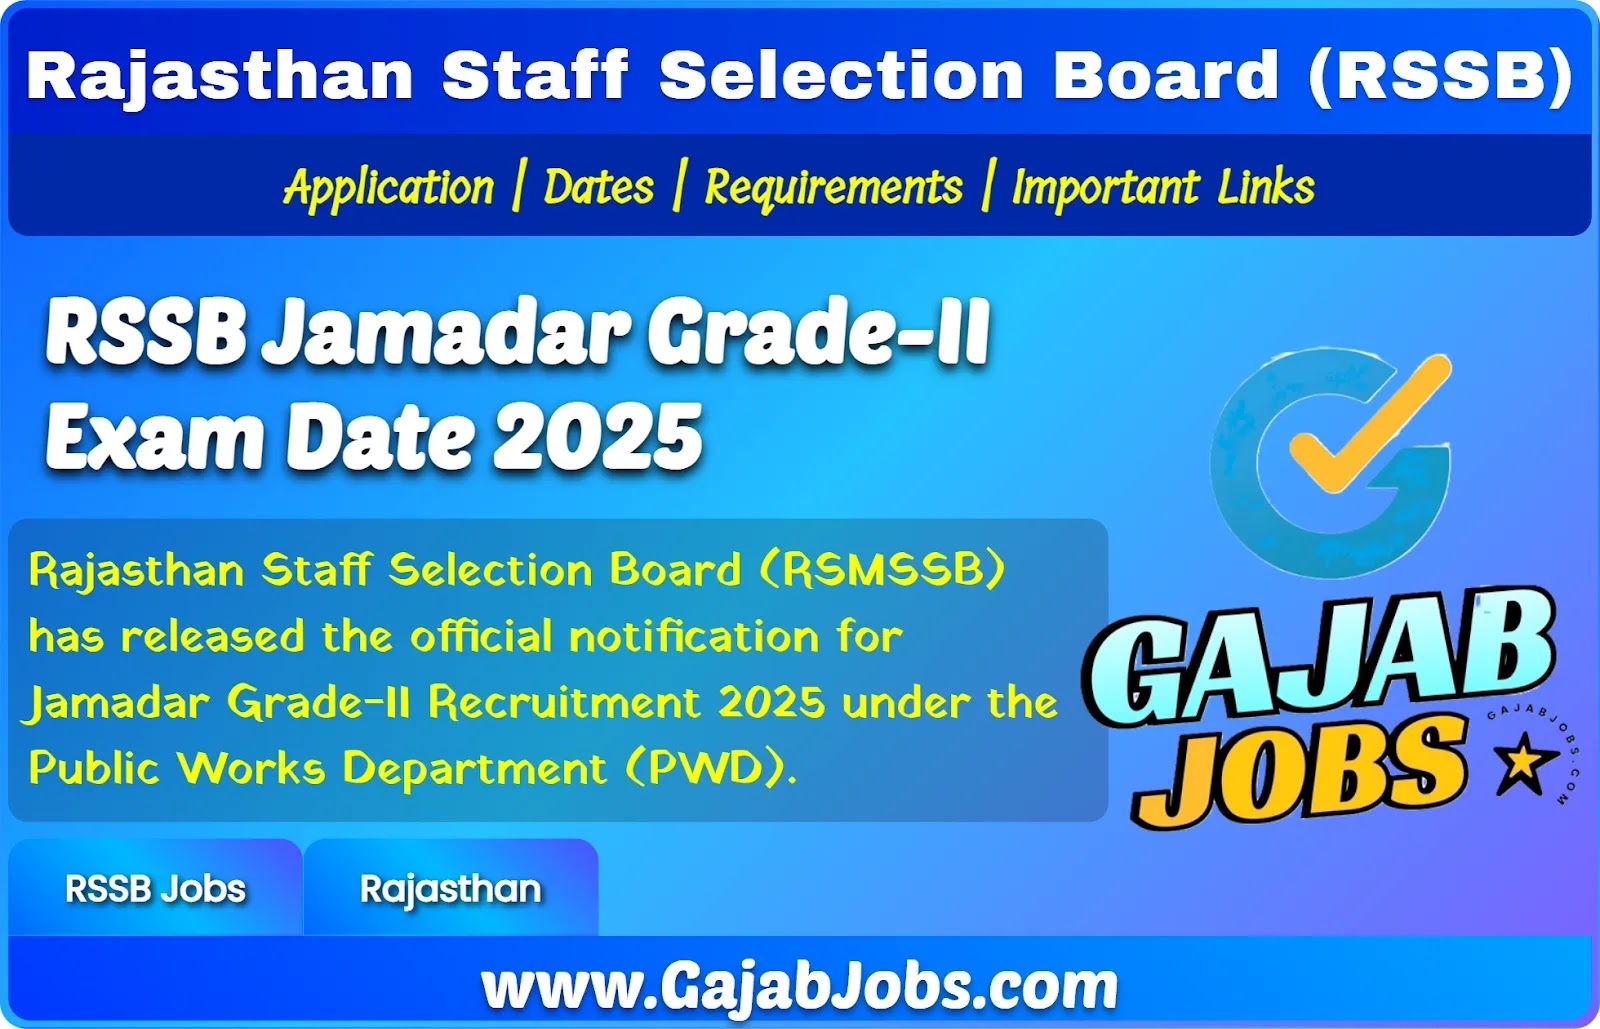 Rajasthan Staff Selection Board (RSSB)
Application | Dates | Requirements | Important Links
RSSB Jamadar Grade-II
Exam Date 2025
Rajasthan Staff Selection Board (RSMSSB)
has released the official notification for
Jamadar Grade-II Recruitment 2025 under the
Public Works Department (PWD).
GAJAB
JOBS
GAJABJOBS.COM
RSSB Jobs
Rajasthan
www.GajabJobs.com